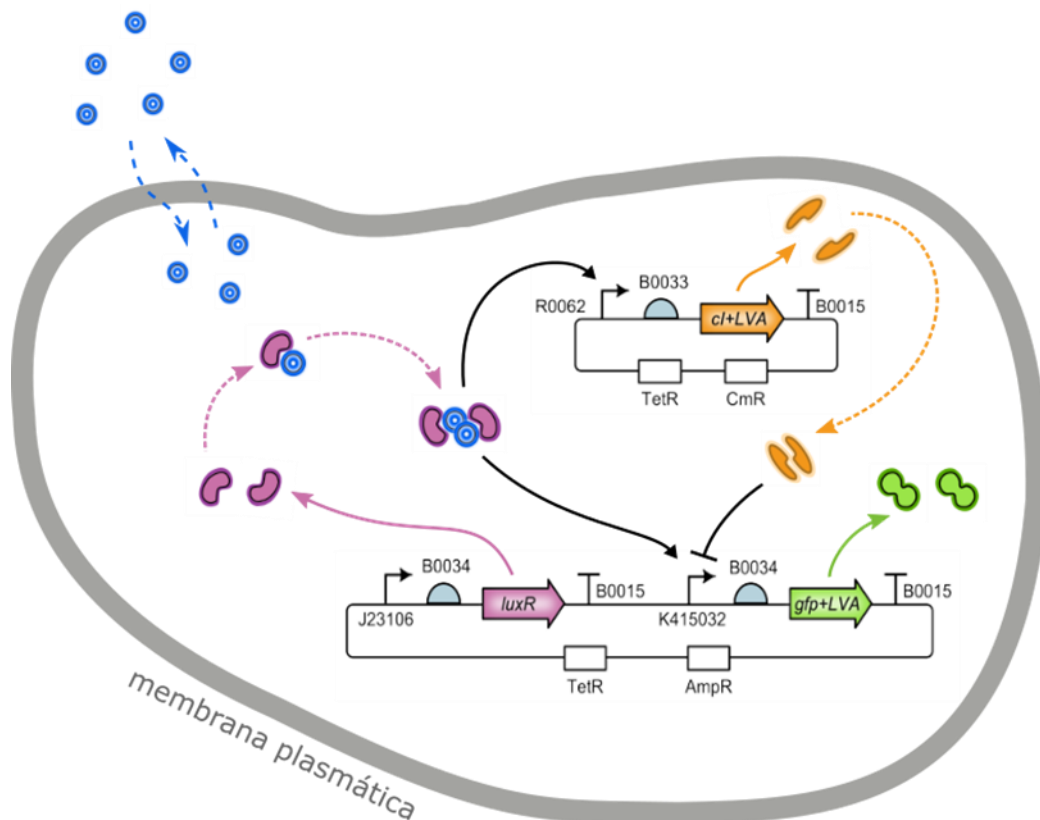 B0033
R0062
cI+LVA
B0015
TetR
CmR
B0034
B0034
luxR
B0015
gfp+LVA
B0015
J23106
K415032
TetR
AmpR
membrana plasmática